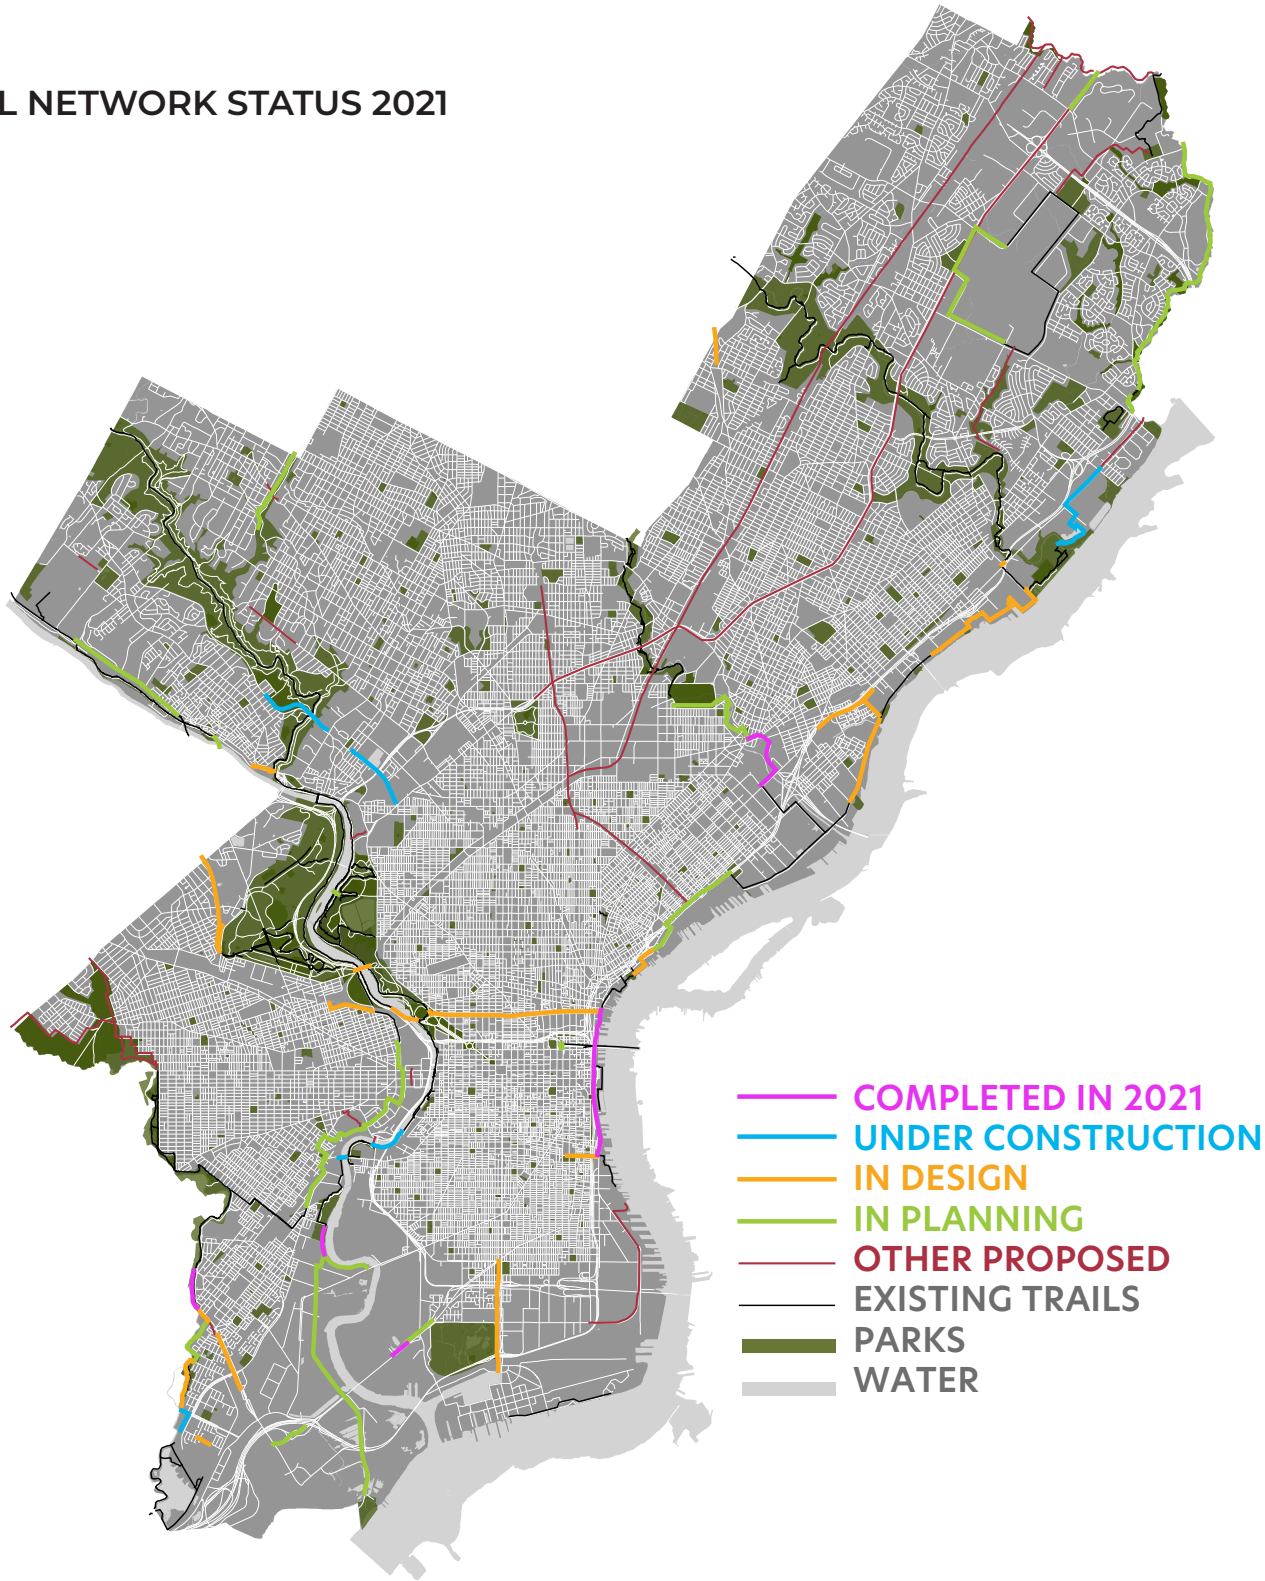 L NETWORK STATUS 2021
COMPLETED IN 2021
UNDER CONSTRUCTION
IN DESIGN
IN PLANNING
OTHER PROPOSED
EXISTING TRAILS
PARKS
WATER